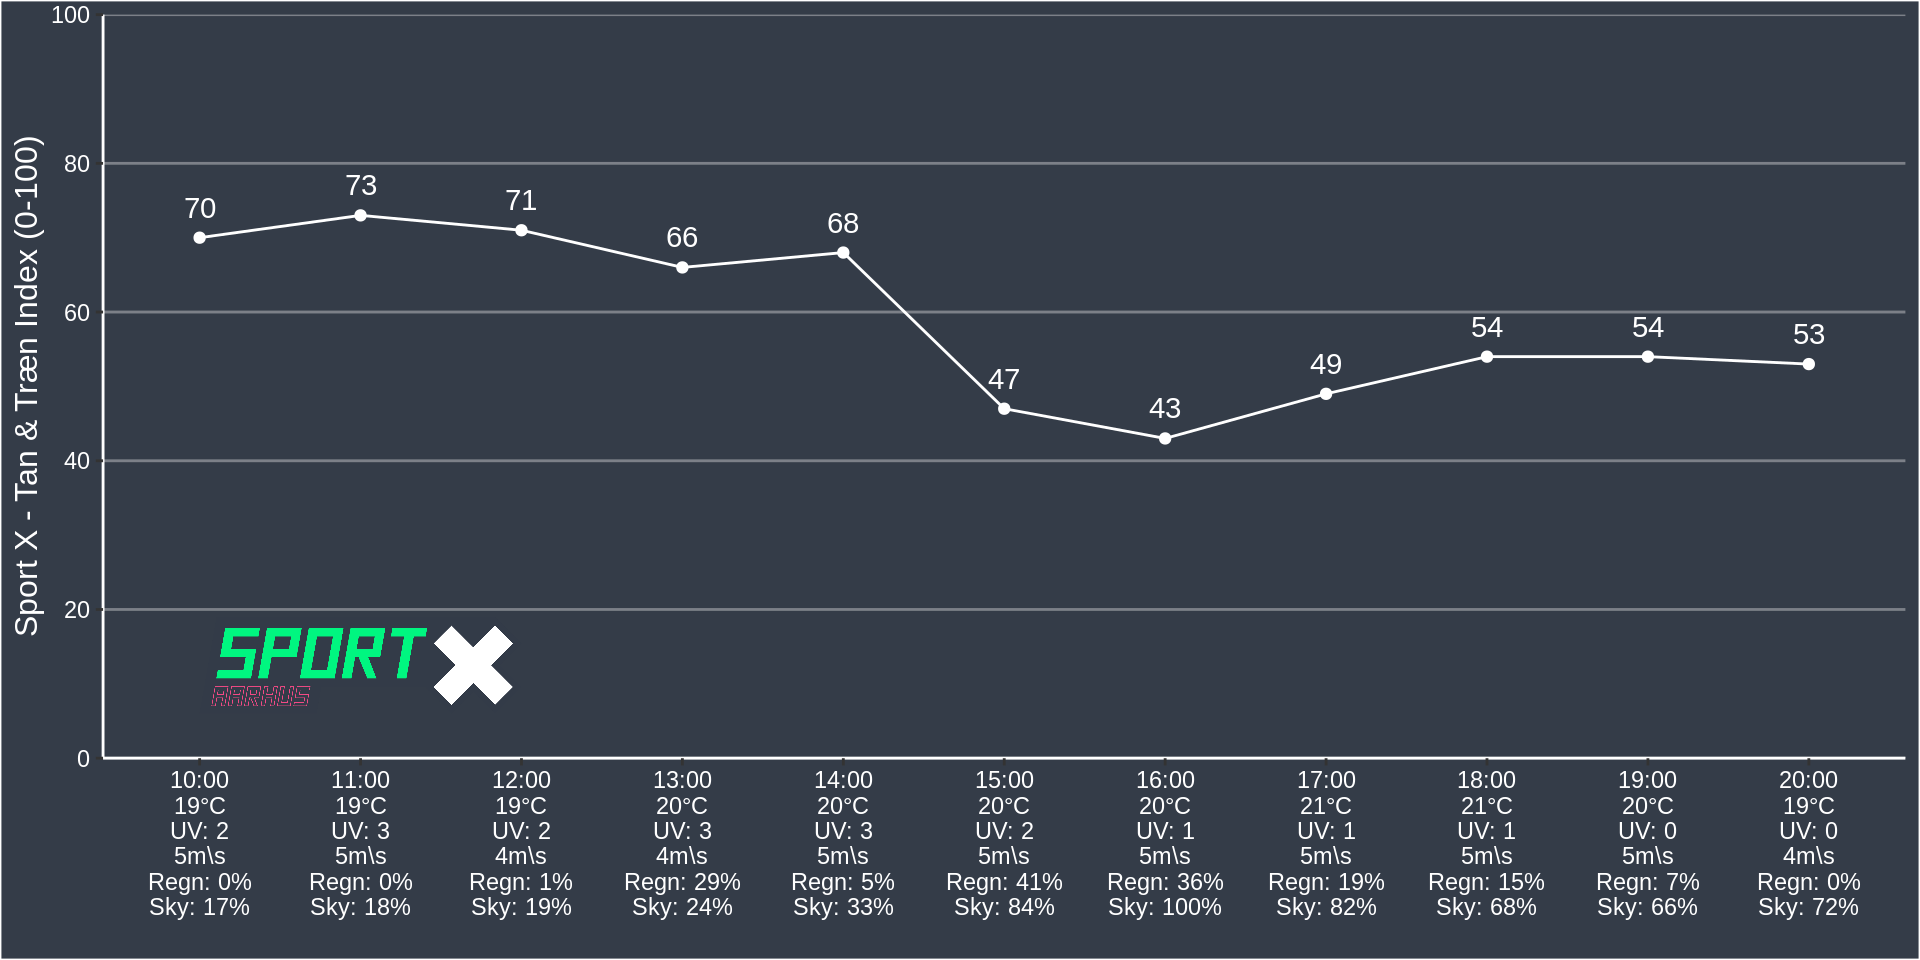 Sport X - Tan & Træn Index (0-100)
100
80
60
40
20
0
70
73
71
66
68
47
43
49
54
54
53
SPORT X
AARHUS
10:00 11:00 12:00 13:00 14:00 15:00 16:00 17:00 18:00 19:00 20:00
19°C 19°C 19°C 20°C 20°C 20°C 20°C 21°C 21°C 20°C 19°C
UV: 2 UV: 3 UV: 2 UV: 3 UV: 3 UV: 2 UV: 1 UV: 1 UV: 1 UV: 0 UV: 0
5m\s 5m\s 4m\s 4m\s 5m\s 5m\s 5m\s 5m\s 5m\s 5m\s 4m\s
Regn: 0% Regn: 0% Regn: 1% Regn: 29% Regn: 5% Regn: 41% Regn: 36% Regn: 19% Regn: 15% Regn: 7% Regn: 0%
Sky: 17% Sky: 18% Sky: 19% Sky: 24% Sky: 33% Sky: 84% Sky: 100% Sky: 82% Sky: 68% Sky: 66% Sky: 72%